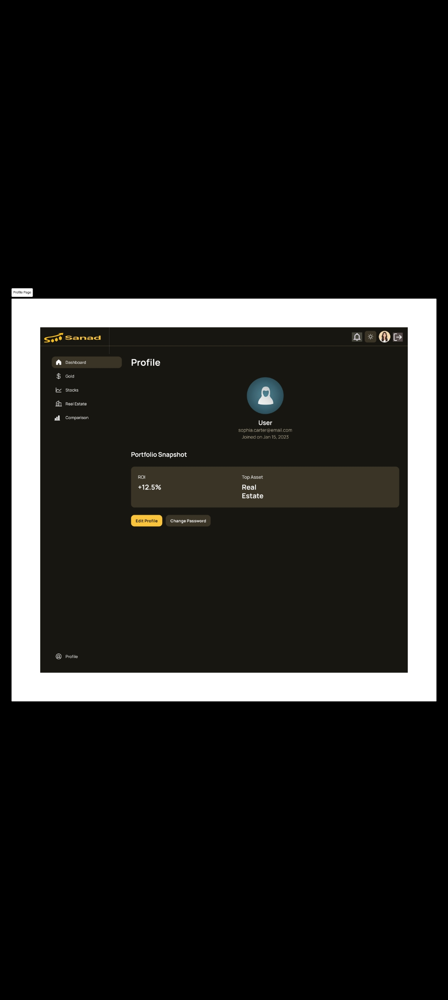 Profile Page
Sanad
Dashboard
Gold
Stocks
Real Estate
Comparison
Profile
Profile
User
sophia.carter@email.com
Joined on Jan 15, 2023
Portfolio Snapshot
ROI
+12.5%
Top Asset
Real
Estate
Edit Profile
Change Password